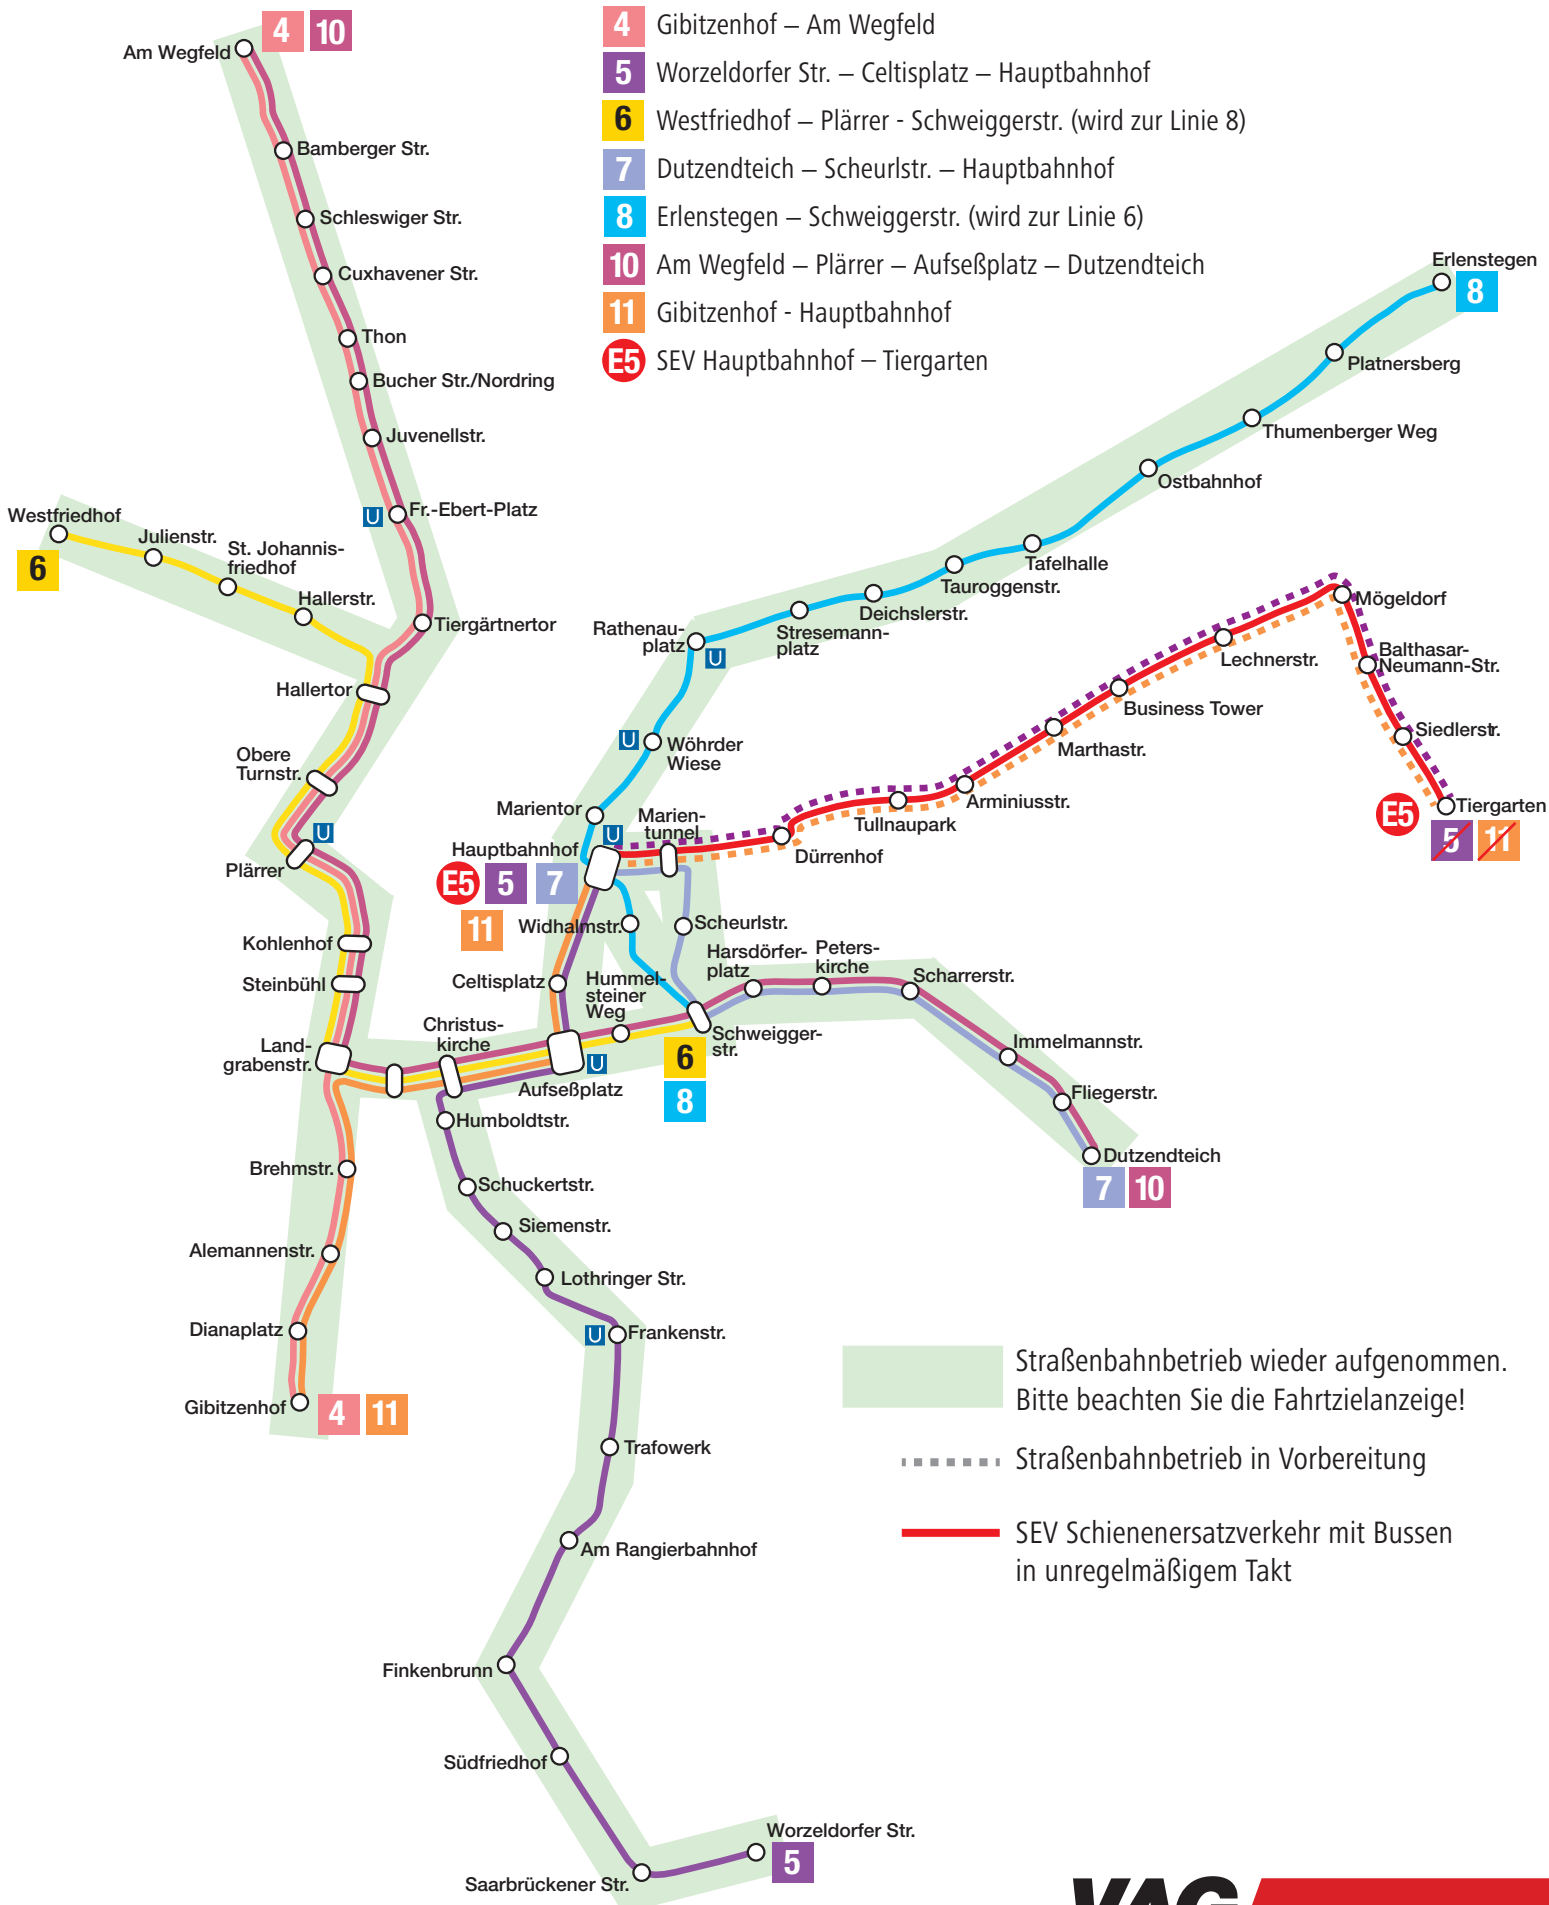 4 Gibitzenhof – Am Wegfeld
5 Worzeldorfer Str. – Celtisplatz – Hauptbahnhof
6 Westfriedhof – Plärrer - Schweiggerstr. (wird zur Linie 8)
7 Dutzendteich – Scheurlstr. – Hauptbahnhof
8 Erlenstegen – Schweiggerstr. (wird zur Linie 6)
10 Am Wegfeld – Plärrer – Aufseßplatz – Dutzendteich
11 Gibitzenhof - Hauptbahnhof
E5 SEV Hauptbahnhof – Tiergarten
Am Wegfeld
4 10
Bamberger Str.
Schleswiger Str.
Cuxhavener Str.
Thon
Bucher Str./Nordring
Juvenellstr.
U
Fr.-Ebert-Platz
Westfriedhof
6
Julienstr.
St. Johannis-
friedhof
Hallerstr.
Tiergärtnertor
Hallertor
Obere
Turnstr.
U
Plärrer
Kohlenhof
Steinbühl
Land-
grabenstr.
Christus-
kirche
Brehmstr.
Alemannenstr.
Dianaplatz
Gibitzenhof
4 11
Erlenstegen
8
Platnersberg
Thumenberger Weg
Ostbahnhof
Tafelhalle
Tauroggenstr.
Deichslerstr.
Stresemann-
platz
Rathenau-
platz
U
U
Wöhrder
Wiese
Marientor
U
Hauptbahnhof
E5 5 7
11
Marien-
tunnel
Dürrenhof
Tullnaupark
Arminiusstr.
Marthastr.
Business Tower
Lechnerstr.
Mögeldorf
Balthasar-
Neumann-Str.
Siedlerstr.
Tiergarten
E5
5 11
Widhalmstr.
Scheurlstr.
Celtisplatz
Hummel-
steiner
Weg
Aufseßplatz
U
Harsdörfer-
platz
Peters-
kirche
Scharrerstr.
Schweigger-
str.
6
8
Immelmannstr.
Fliegerstr.
Dutzendteich
7 10
Humboldtstr.
Schuckertstr.
Siemenstr.
Lothringer Str.
U
Frankenstr.
Trafowerk
Am Rangierbahnhof
Finkenbrunn
Südfriedhof
Saarbrückener Str.
Worzeldorfer Str.
5
Straßenbahnbetrieb wieder aufgenommen.
Bitte beachten Sie die Fahrtzielanzeige!
Straßenbahnbetrieb in Vorbereitung
SEV Schienenersatzverkehr mit Bussen
in unregelmäßigem Takt
VAG